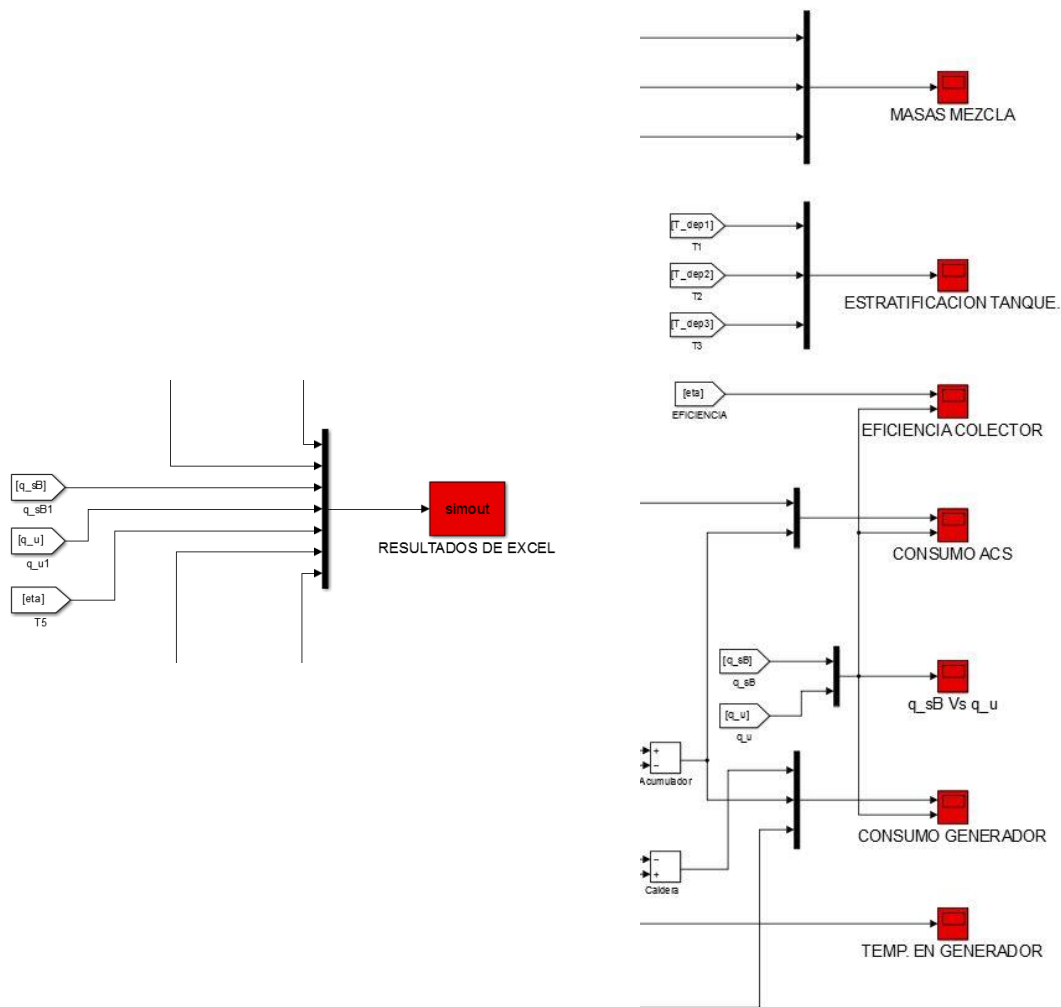 [q_sB]
q_sB1
[q_u]
q_u1
[eta]
T5
simout
RESULTADOS DE EXCEL
MASAS MEZCLA
[T_dep1]
T1
[T_dep2]
T2
[T_dep3]
T3
ESTRATIFICACION TANQUE.
[eta]
EFICIENCIA
EFICIENCIA COLECTOR
CONSUMO ACS
[q_sB]
q_sB
[q_u]
q_u
q_sB Vs q_u
+
−
Acumulador
CONSUMO GENERADOR
−
+
Caldera
TEMP. EN GENERADOR